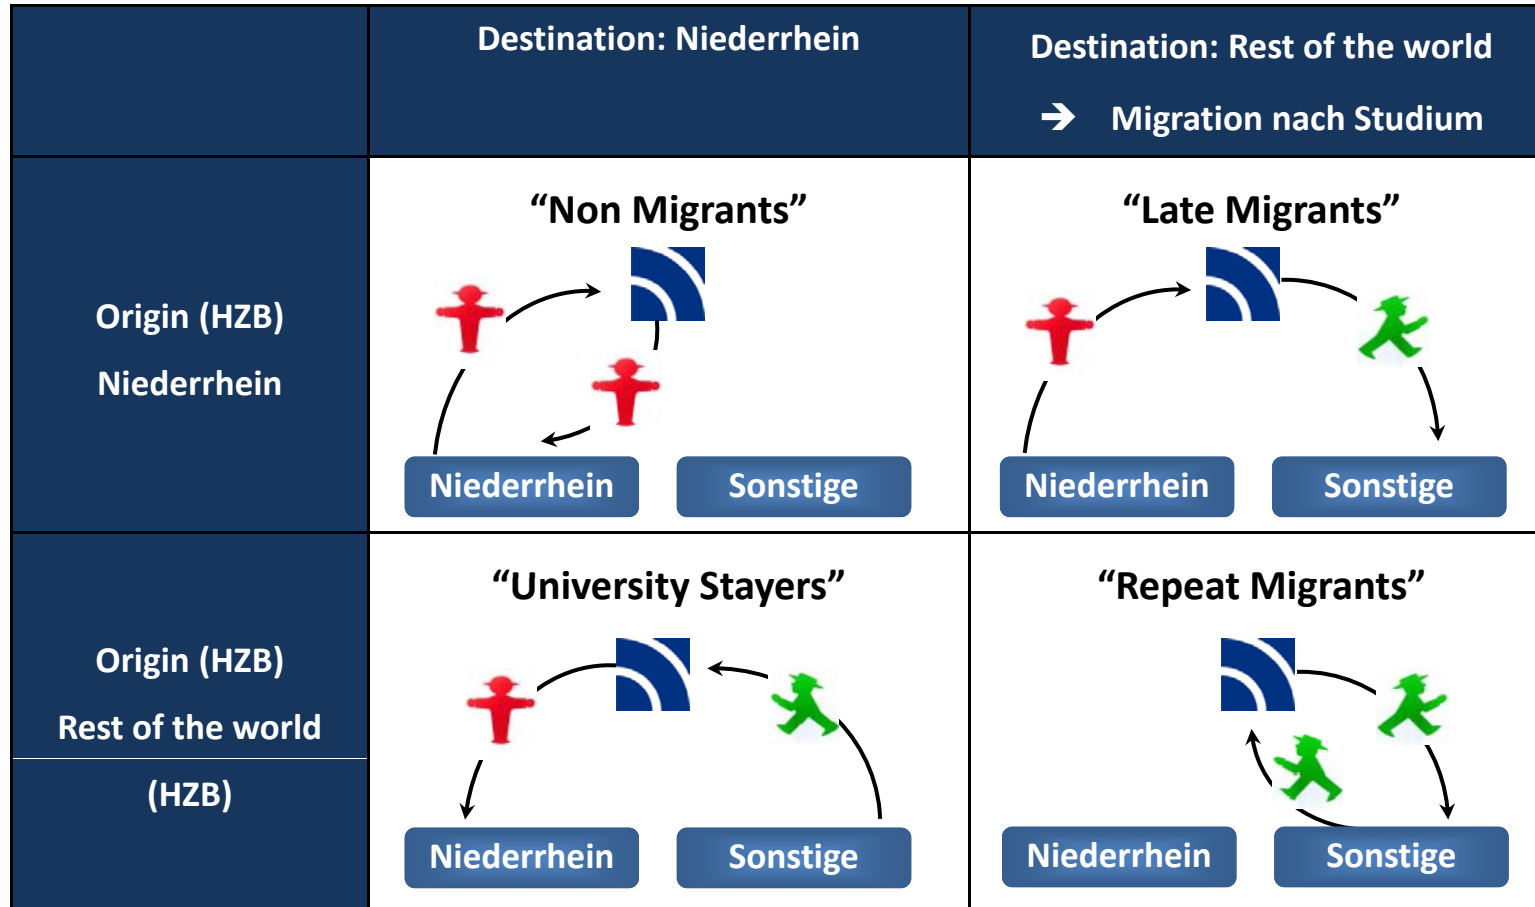 Destination: Niederrhein
Destination: Rest of the world
➔ Migration nach Studium
Origin (HZB)
Niederrhein
“Non Migrants”
Niederrhein
Sonstige
“Late Migrants”
Niederrhein
Sonstige
Origin (HZB)
Rest of the world
(HZB)
“University Stayers”
Niederrhein
Sonstige
“Repeat Migrants”
Niederrhein
Sonstige